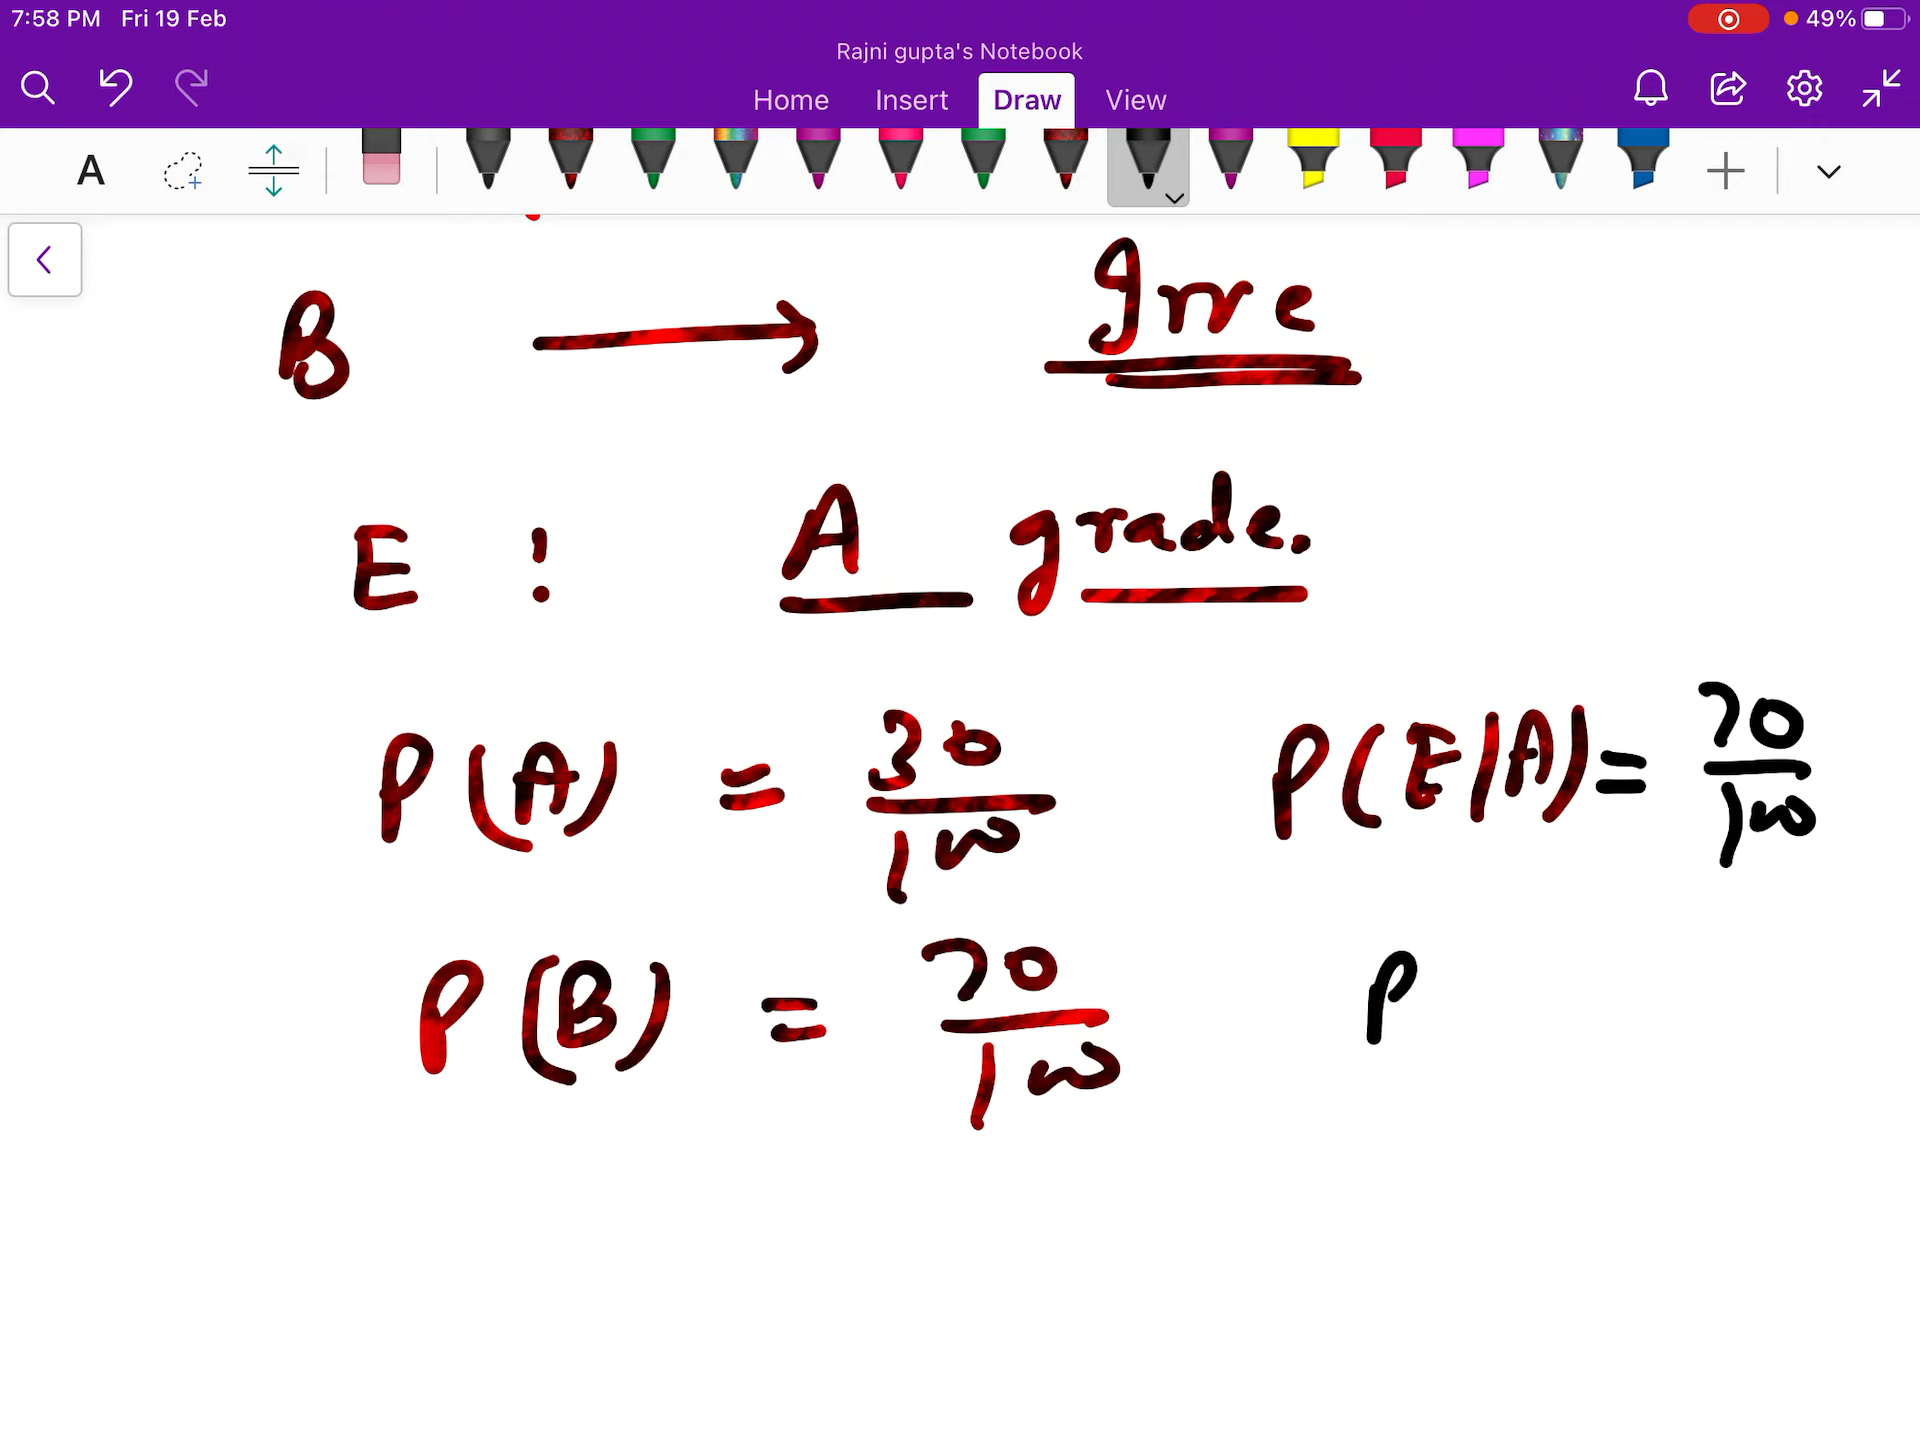 7:58 PM Fri 19 Feb
49%
Rajni gupta's Notebook
Home Insert Draw View
A
B → Irre
E : A grade.
P(A) = 30/100 P(E/A) = 70/100
P(B) = 70/100 P